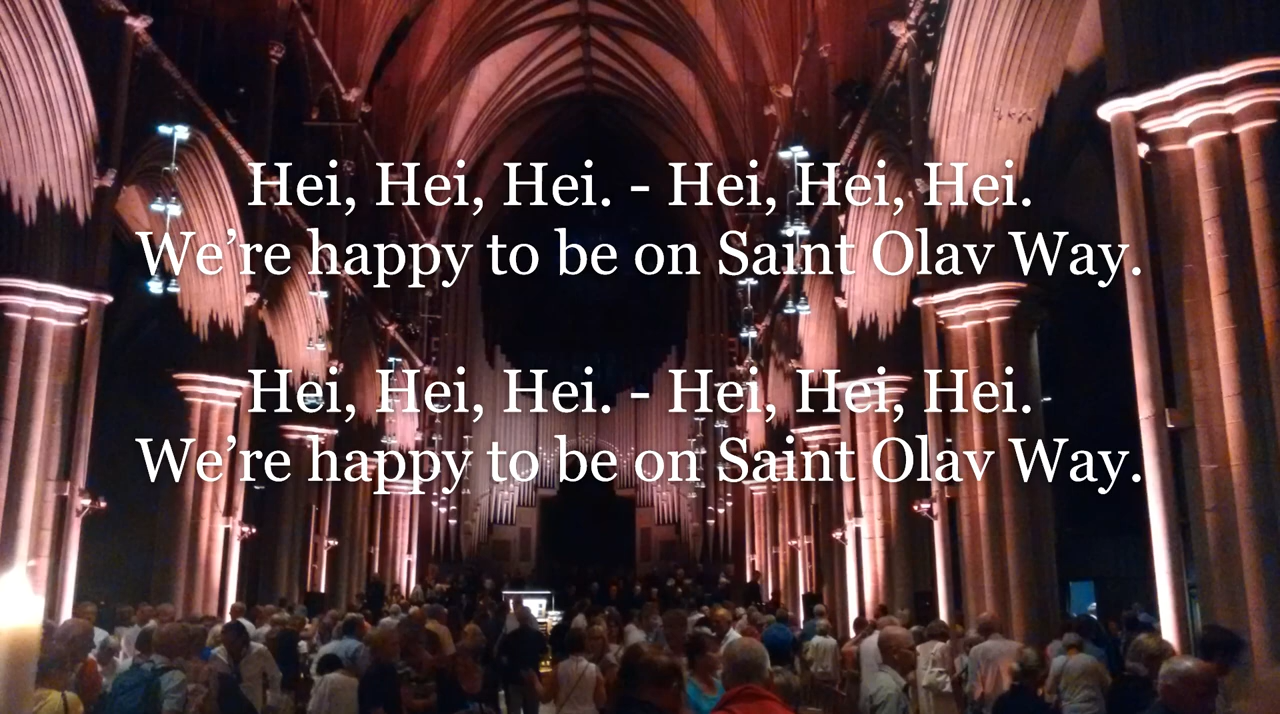 Hei, Hei, Hei. - Hei, Hei, Hei.
We’re happy to be on Saint Olav Way.
Hei, Hei, Hei. - Hei, Hei, Hei.
We’re happy to be on Saint Olav Way.